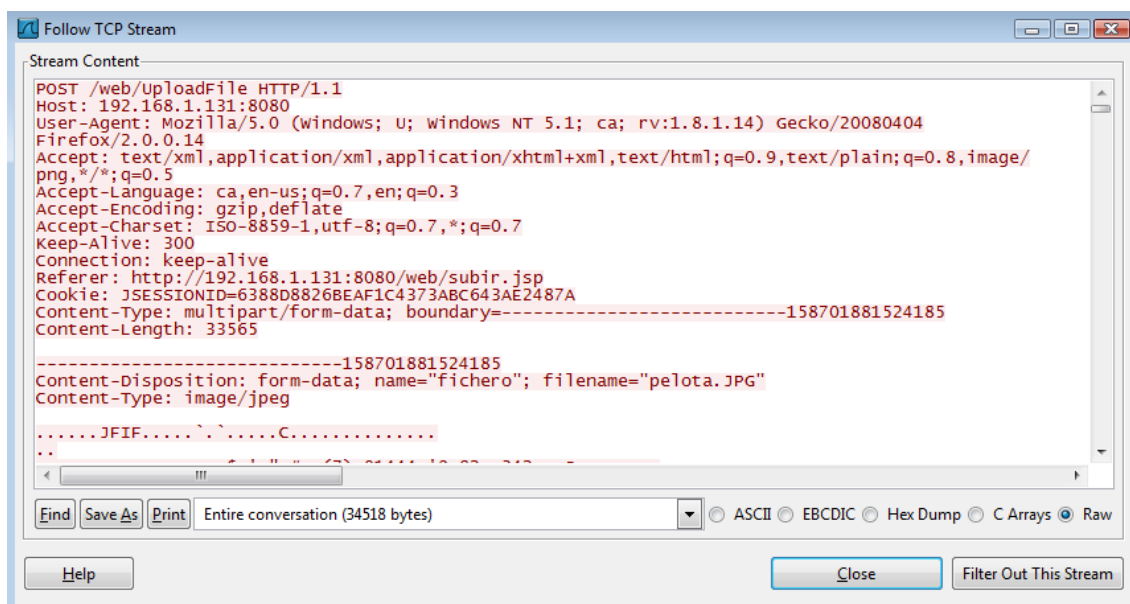 Follow TCP Stream
Stream Content
POST /web/UploadFile HTTP/1.1
Host: 192.168.1.131:8080
User-Agent: Mozilla/5.0 (Windows; U; Windows NT 5.1; ca; rv:1.8.1.14) Gecko/20080404
Firefox/2.0.0.14
Accept: text/xml,application/xml,application/xhtml+xml,text/html;q=0.9,text/plain;q=0.8,image/
png,*/*;q=0.5
Accept-Language: ca,en-us;q=0.7,en;q=0.3
Accept-Encoding: gzip,deflate
Accept-Charset: ISO-8859-1,utf-8;q=0.7,*;q=0.7
Keep-Alive: 300
Connection: keep-alive
Referer: http://192.168.1.131:8080/web/subir.jsp
Cookie: JSESSIONID=6388D8826BEAF1C4373ABC643AE2487A
Content-Type: multipart/form-data; boundary=---------------------------158701881524185
Content-Length: 33565
-----------------------------158701881524185
Content-Disposition: form-data; name="fichero"; filename="pelota.JPG"
Content-Type: image/jpeg
......JFIF.....`.`.....C..............
..
Find Save As Print Entire conversation (34518 bytes) ASCII EBCDIC Hex Dump C Arrays Raw
Help Close Filter Out This Stream